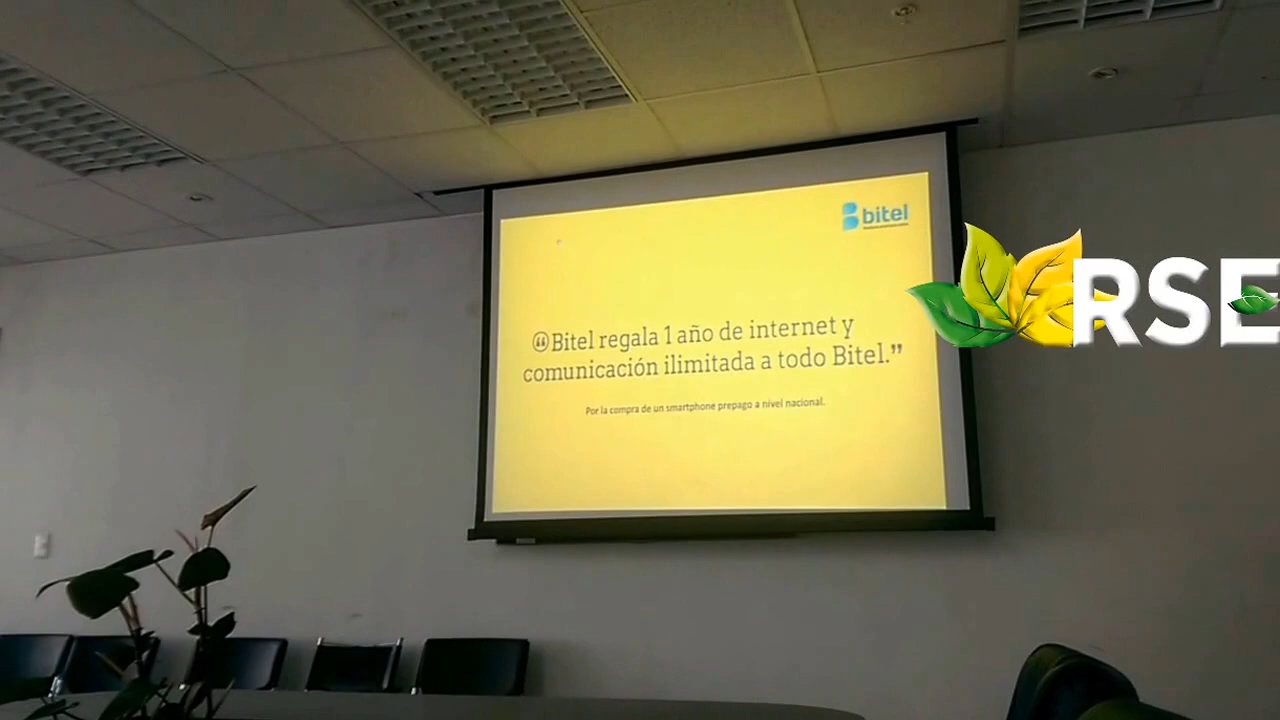 bitel
RSE
“Bitel regala 1 año de internet y
comunicación ilimitada a todo Bitel.”
Por la compra de un smartphone prepago a nivel nacional.